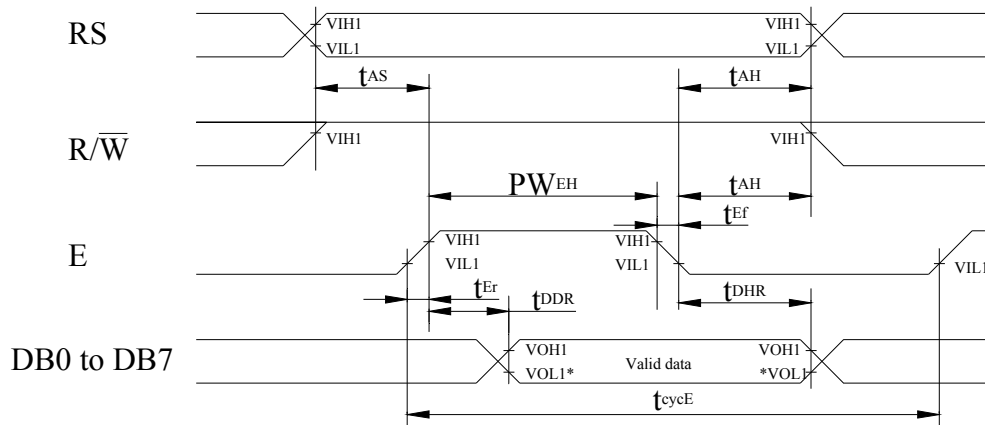 RS
VIH1
VIL1
VIH1
VIL1
tAS
tAH
R/W̅
VIH1
VIH1
PWEH
tAH
tEf
E
VIH1
VIL1
VIH1
VIL1
VIL1
tEr
tDDR
tDHR
DB0 to DB7
VOH1
VOL1*
Valid data
VOH1
*VOL1
tcycE